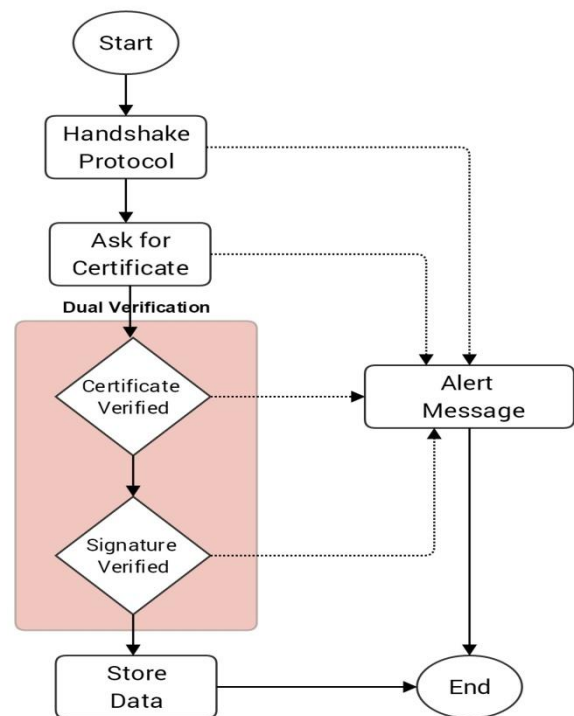 Start
Handshake
Protocol
Ask for
Certificate
Dual Verification
Certificate
Verified
Alert
Message
Signature
Verified
Store
Data
End